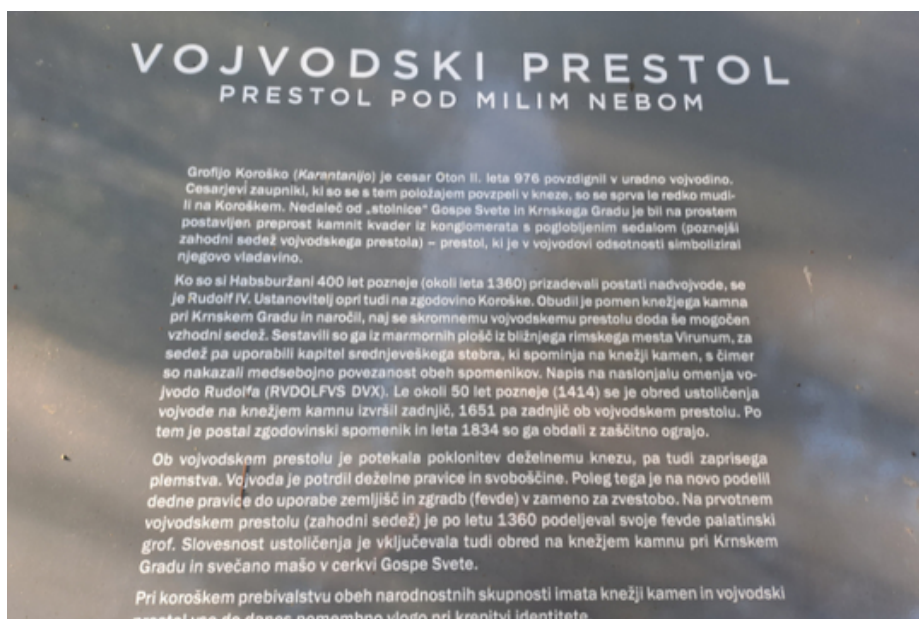 VOJVODSKI PRESTOL
PRESTOL POD MILIM NEBOM
Grofijo Koroško (Karantanijo) je cesar Oton II. leta 976 povzdignil v uradno vojvodino.
Cesarjevi zaupniki, ki so se s tem položajem povzpeli v kneze, so se sprva le redko mudi-
li na Koroškem. Nedaleč od „stolnice“ Gospe Svete in Krnskega Gradu je bil na prostem
postavljen preprost kamnit kvader iz konglomerata s poglobljenim sedalom (poznejši
zahodni sedež vojvodskega prestola) – prestol, ki je v vojvodovi odsotnosti simboliziral
njegovo vladavino.
Ko so si Habsburžani 400 let pozneje (okoli leta 1360) prizadevali postati nadvojvode, se
je Rudolf IV. Ustanovitelj oprl tudi na zgodovino Koroške. Obudil je pomen knežjega kamna
pri Krnskem Gradu in naročil, naj se skromnemu vojvodskemu prestolu doda še mogočen
vzhodni sedež. Sestavili so ga iz marmornih plošč iz bližnjega rimskega mesta Virunum, za
sedež pa uporabili kapitel srednjeveškega stebra, ki spominja na knežji kamen, s čimer
so nakazali medsebojno povezanost obeh spomenikov. Napis na naslonjalu omenja vo-
jvodo Rudolfa (RVDOLFVS DVX). Le okoli 50 let pozneje (1414) se je obred ustoličenja
vojvode na knežjem kamnu izvršil zadnjič, 1651 pa zadnjič ob vojvodskem prestolu. Po
tem je postal zgodovinski spomenik in leta 1834 so ga obdali z zaščitno ograjo.
Ob vojvodskem prestolu je potekala poklonitev deželnemu knezu, pa tudi zaprisega
plemstva. Vojvoda je potrdil deželne pravice in svoboščine. Poleg tega je na novo podelil
dedne pravice do uporabe zemljišč in zgradb (fevde) v zameno za zvestobo. Na prvotnem
vojvodskem prestolu (zahodni sedež) je po letu 1360 podeljeval svoje fevde palatinski
grof. Slovesnost ustoličenja je vključevala tudi obred na knežjem kamnu pri Krnskem
Gradu in svečano mašo v cerkvi Gospe Svete.
Pri koroškem prebivalstvu obeh narodnostnih skupnosti imata knežji kamen in vojvodski
prestol vse do danes pomembno vlogo pri krepitvi identitete.